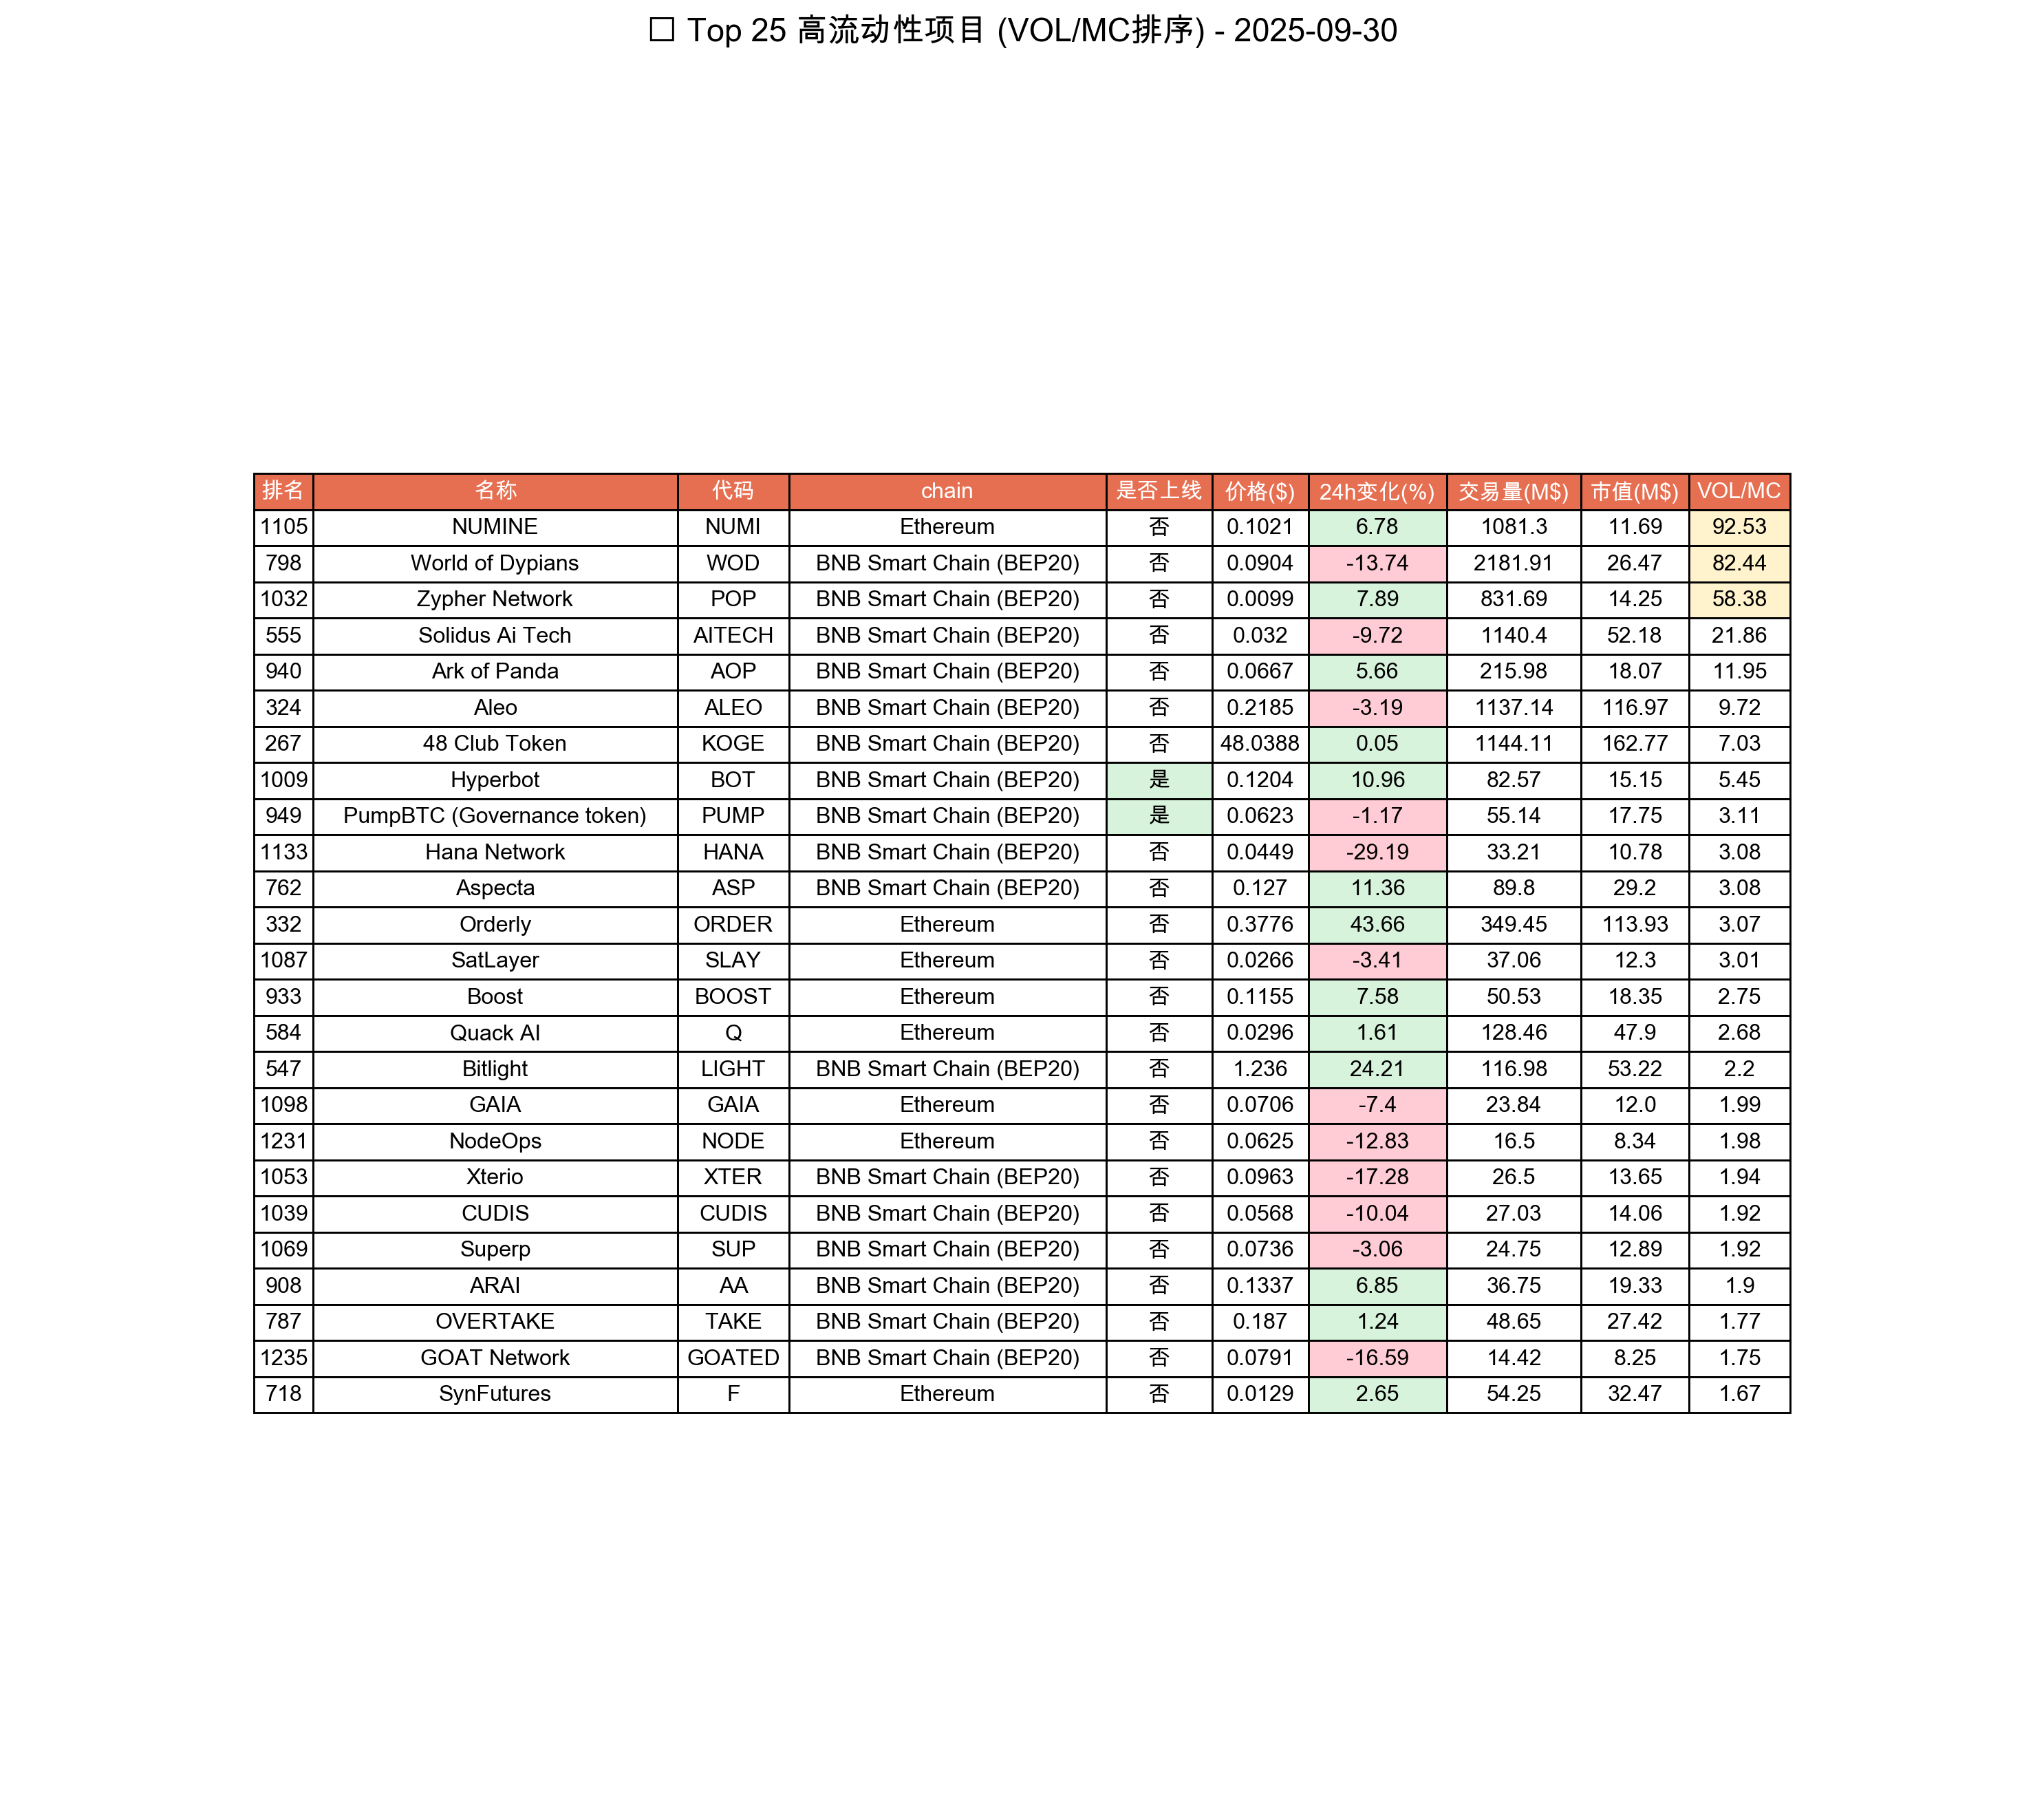 Top 25 高流动性项目 (VOL/MC排序) - 2025-09-30
排名 名称 代码 chain 是否上线 价格($) 24h变化(%) 交易量(M$) 市值(M$) VOL/MC
1105 NUMINE NUMI Ethereum 否 0.1021 6.78 1081.3 11.69 92.53
798 World of Dypians WOD BNB Smart Chain (BEP20) 否 0.0904 -13.74 2181.91 26.47 82.44
1032 Zypher Network POP BNB Smart Chain (BEP20) 否 0.0099 7.89 831.69 14.25 58.38
555 Solidus Ai Tech AITECH BNB Smart Chain (BEP20) 否 0.032 -9.72 1140.4 52.18 21.86
940 Ark of Panda AOP BNB Smart Chain (BEP20) 否 0.0667 5.66 215.98 18.07 11.95
324 Aleo ALEO BNB Smart Chain (BEP20) 否 0.2185 -3.19 1137.14 116.97 9.72
267 48 Club Token KOGE BNB Smart Chain (BEP20) 否 48.0388 0.05 1144.11 162.77 7.03
1009 Hyperbot BOT BNB Smart Chain (BEP20) 是 0.1204 10.96 82.57 15.15 5.45
949 PumpBTC (Governance token) PUMP BNB Smart Chain (BEP20) 是 0.0623 -1.17 55.14 17.75 3.11
1133 Hana Network HANA BNB Smart Chain (BEP20) 否 0.0449 -29.19 33.21 10.78 3.08
762 Aspecta ASP BNB Smart Chain (BEP20) 否 0.127 11.36 89.8 29.2 3.08
332 Orderly ORDER Ethereum 否 0.3776 43.66 349.45 113.93 3.07
1087 SatLayer SLAY Ethereum 否 0.0266 -3.41 37.06 12.3 3.01
933 Boost BOOST Ethereum 否 0.1155 7.58 50.53 18.35 2.75
584 Quack AI Q Ethereum 否 0.0296 1.61 128.46 47.9 2.68
547 Bitlight LIGHT BNB Smart Chain (BEP20) 否 1.236 24.21 116.98 53.22 2.2
1098 GAIA GAIA Ethereum 否 0.0706 -7.4 23.84 12.0 1.99
1231 NodeOps NODE Ethereum 否 0.0625 -12.83 16.5 8.34 1.98
1053 Xterio XTER BNB Smart Chain (BEP20) 否 0.0963 -17.28 26.5 13.65 1.94
1039 CUDIS CUDIS BNB Smart Chain (BEP20) 否 0.0568 -10.04 27.03 14.06 1.92
1069 Superp SUP BNB Smart Chain (BEP20) 否 0.0736 -3.06 24.75 12.89 1.92
908 ARAI AA BNB Smart Chain (BEP20) 否 0.1337 6.85 36.75 19.33 1.9
787 OVERTAKE TAKE BNB Smart Chain (BEP20) 否 0.187 1.24 48.65 27.42 1.77
1235 GOAT Network GOATED BNB Smart Chain (BEP20) 否 0.0791 -16.59 14.42 8.25 1.75
718 SynFutures F Ethereum 否 0.0129 2.65 54.25 32.47 1.67